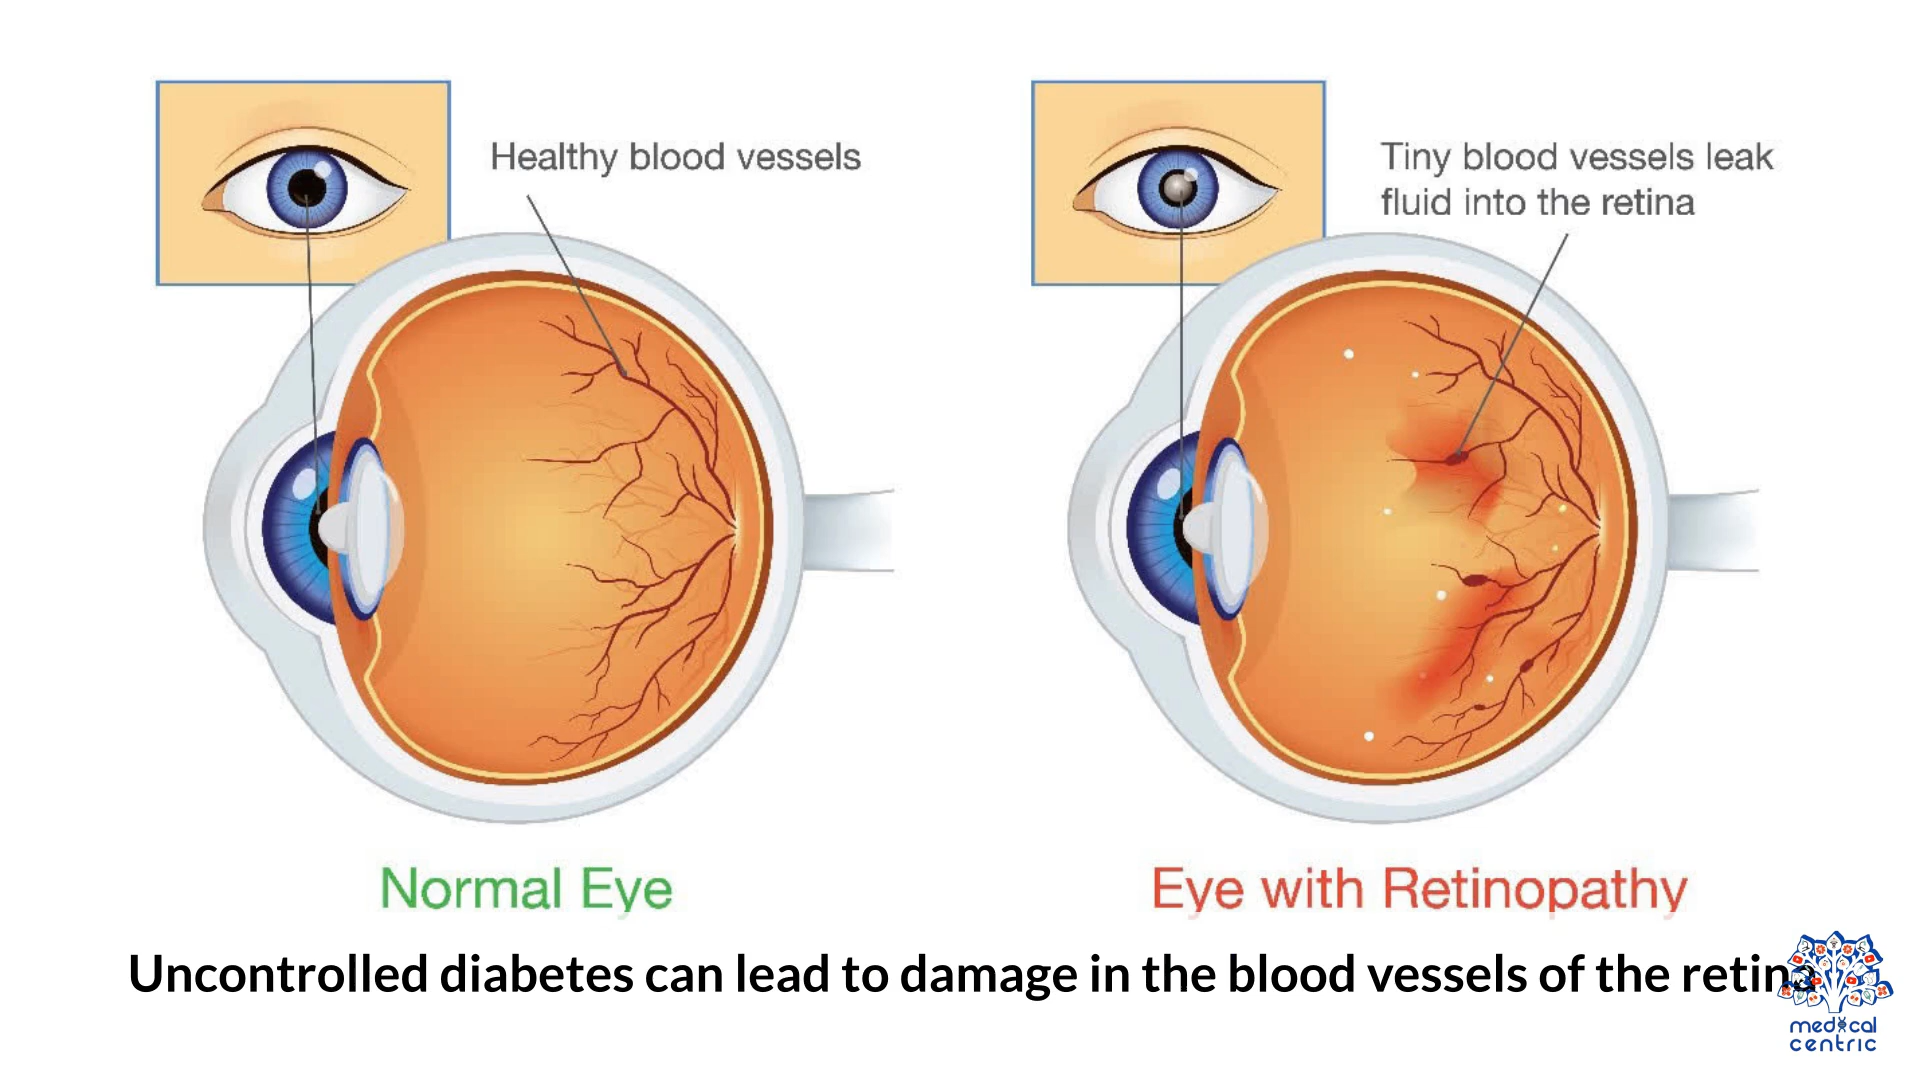 Healthy blood vessels
Tiny blood vessels leak
fluid into the retina
Normal Eye
Eye with Retinopathy
Uncontrolled diabetes can lead to damage in the blood vessels of the retina
medical
centric